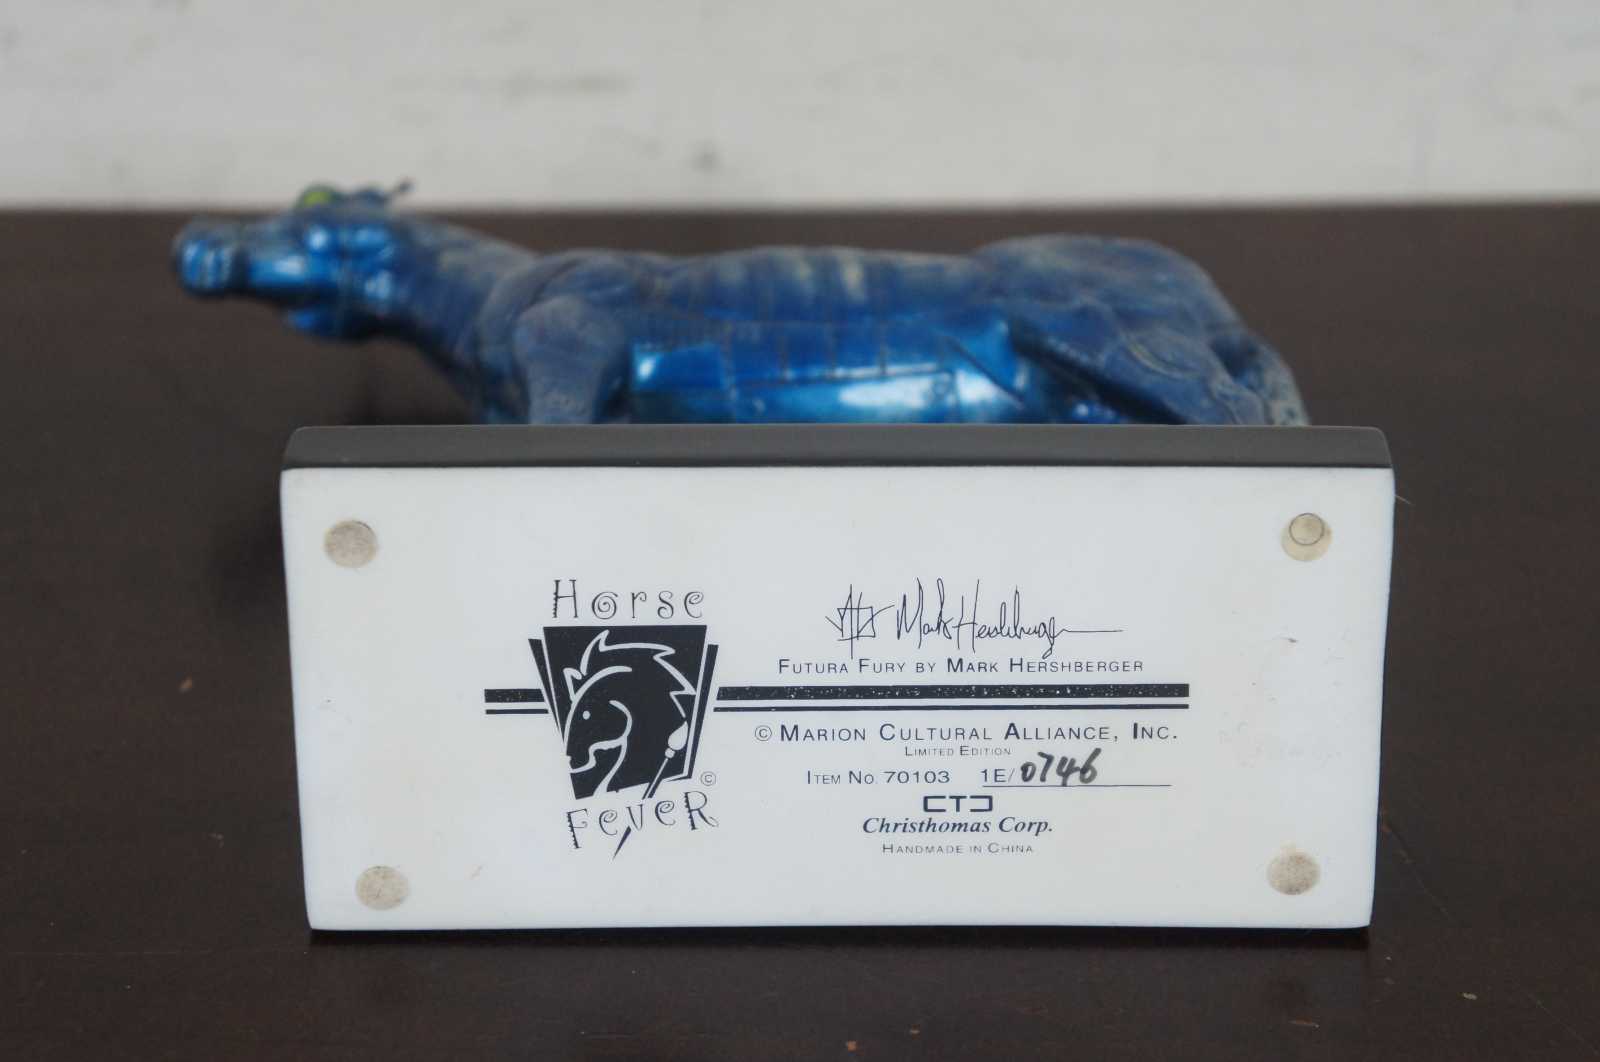 Horse
Fever
©
Mark Hershberger
FUTURA FURY BY MARK HERSHBERGER
© MARION CULTURAL ALLIANCE, INC.
LIMITED EDITION
ITEM NO. 70103 1E/0746
CTC
Christhomas Corp.
HANDMADE IN CHINA